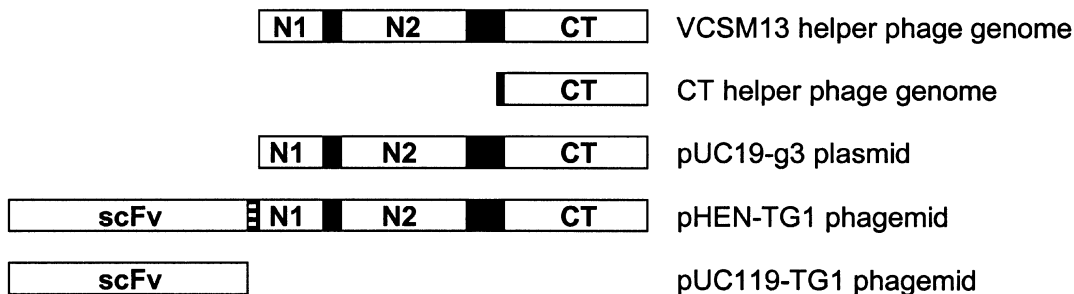 N1 N2 CT VCSM13 helper phage genome
CT CT helper phage genome
N1 N2 CT pUC19-g3 plasmid
scFv N1 N2 CT pHEN-TG1 phagemid
scFv pUC119-TG1 phagemid